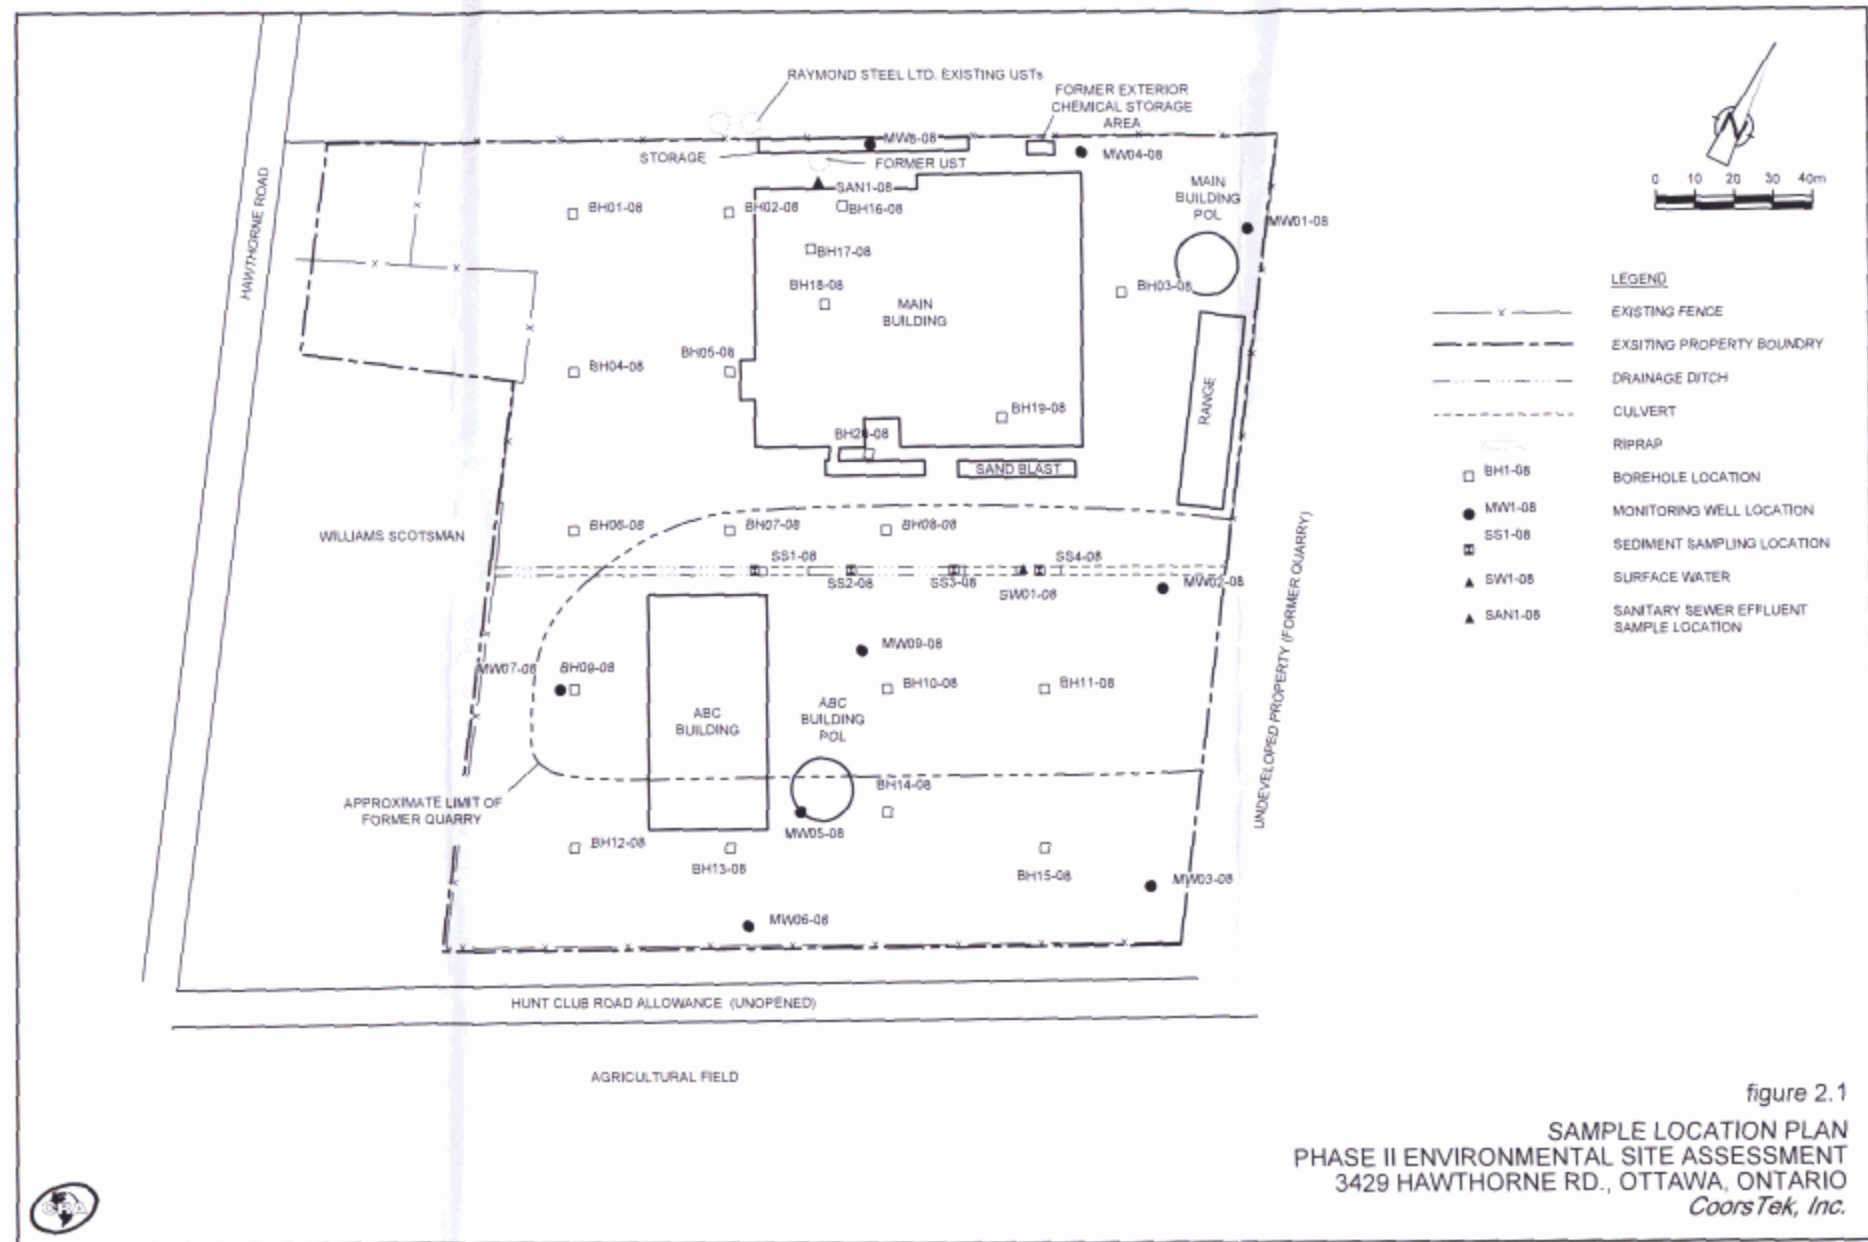 RAYMOND STEEL LTD. EXISTING USTs
FORMER EXTERIOR
CHEMICAL STORAGE
AREA
MW8-08
MW04-08
STORAGE
FORMER UST
SAN1-08
BH01-08
BH02-08
BH16-08
MAIN
BUILDING
POL
MW01-08
BH17-08
BH18-08
BH03-08
MAIN
BUILDING
HAWTHORNE ROAD
BH04-08
BH05-08
RANGE
BH19-08
BH20-08
SAND BLAST
WILLIAMS SCOTSMAN
BH06-08
BH07-08
BH08-08
SS1-08
SS2-08
SS3-08
SS4-08
SW01-08
MW02-08
UNDEVELOPED PROPERTY (FORMER QUARRY)
MW09-08
MW07-08
BH09-08
BH10-08
BH11-08
ABC
BUILDING
ABC
BUILDING
POL
BH14-08
APPROXIMATE LIMIT OF
FORMER QUARRY
MW05-08
BH12-08
BH13-08
BH15-08
MW03-08
MW06-08
HUNT CLUB ROAD ALLOWANCE (UNOPENED)
AGRICULTURAL FIELD
N
0 10 20 30 40m
LEGEND
EXISTING FENCE
EXSITING PROPERTY BOUNDRY
DRAINAGE DITCH
CULVERT
RIPRAP
BH1-08 BOREHOLE LOCATION
MW1-08 MONITORING WELL LOCATION
SS1-08 SEDIMENT SAMPLING LOCATION
SW1-08 SURFACE WATER
SAN1-08 SANITARY SEWER EFFLUENT
SAMPLE LOCATION
figure 2.1
SAMPLE LOCATION PLAN
PHASE II ENVIRONMENTAL SITE ASSESSMENT
3429 HAWTHORNE RD., OTTAWA, ONTARIO
CoorsTek, Inc.
CRA